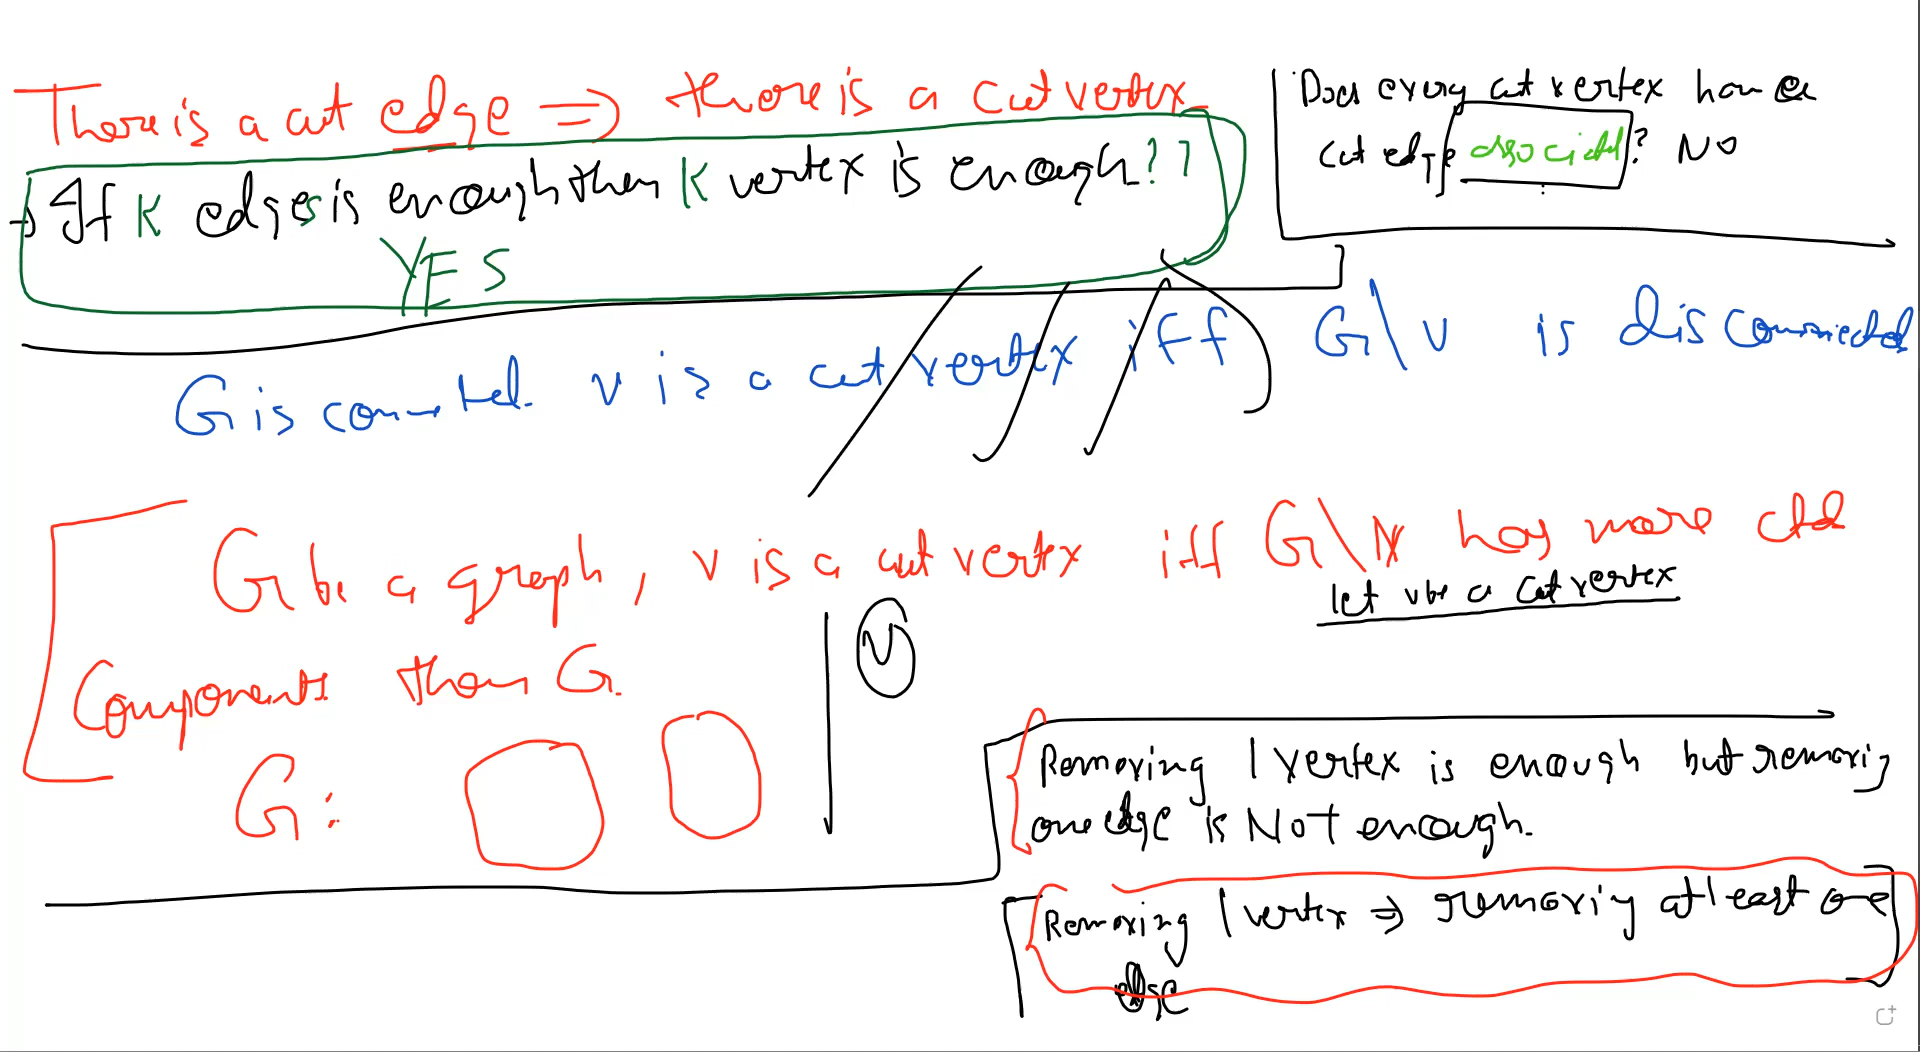 There is a cut edge => there is a cut vertex
Does every cut vertex have a
cut edge associated? NO
→ If K edges is enough then K vertex is enough??
YES
G is connected. v is a cut vertex iff G\v is disconnected
G be a graph, v is a cut vertex iff G\v has more ctd
let v be a cut vertex
Components than G.
v
G:
Removing 1 vertex is enough but removing
one edge is NOT enough.
Removing 1 vertex => removing atleast one
edge